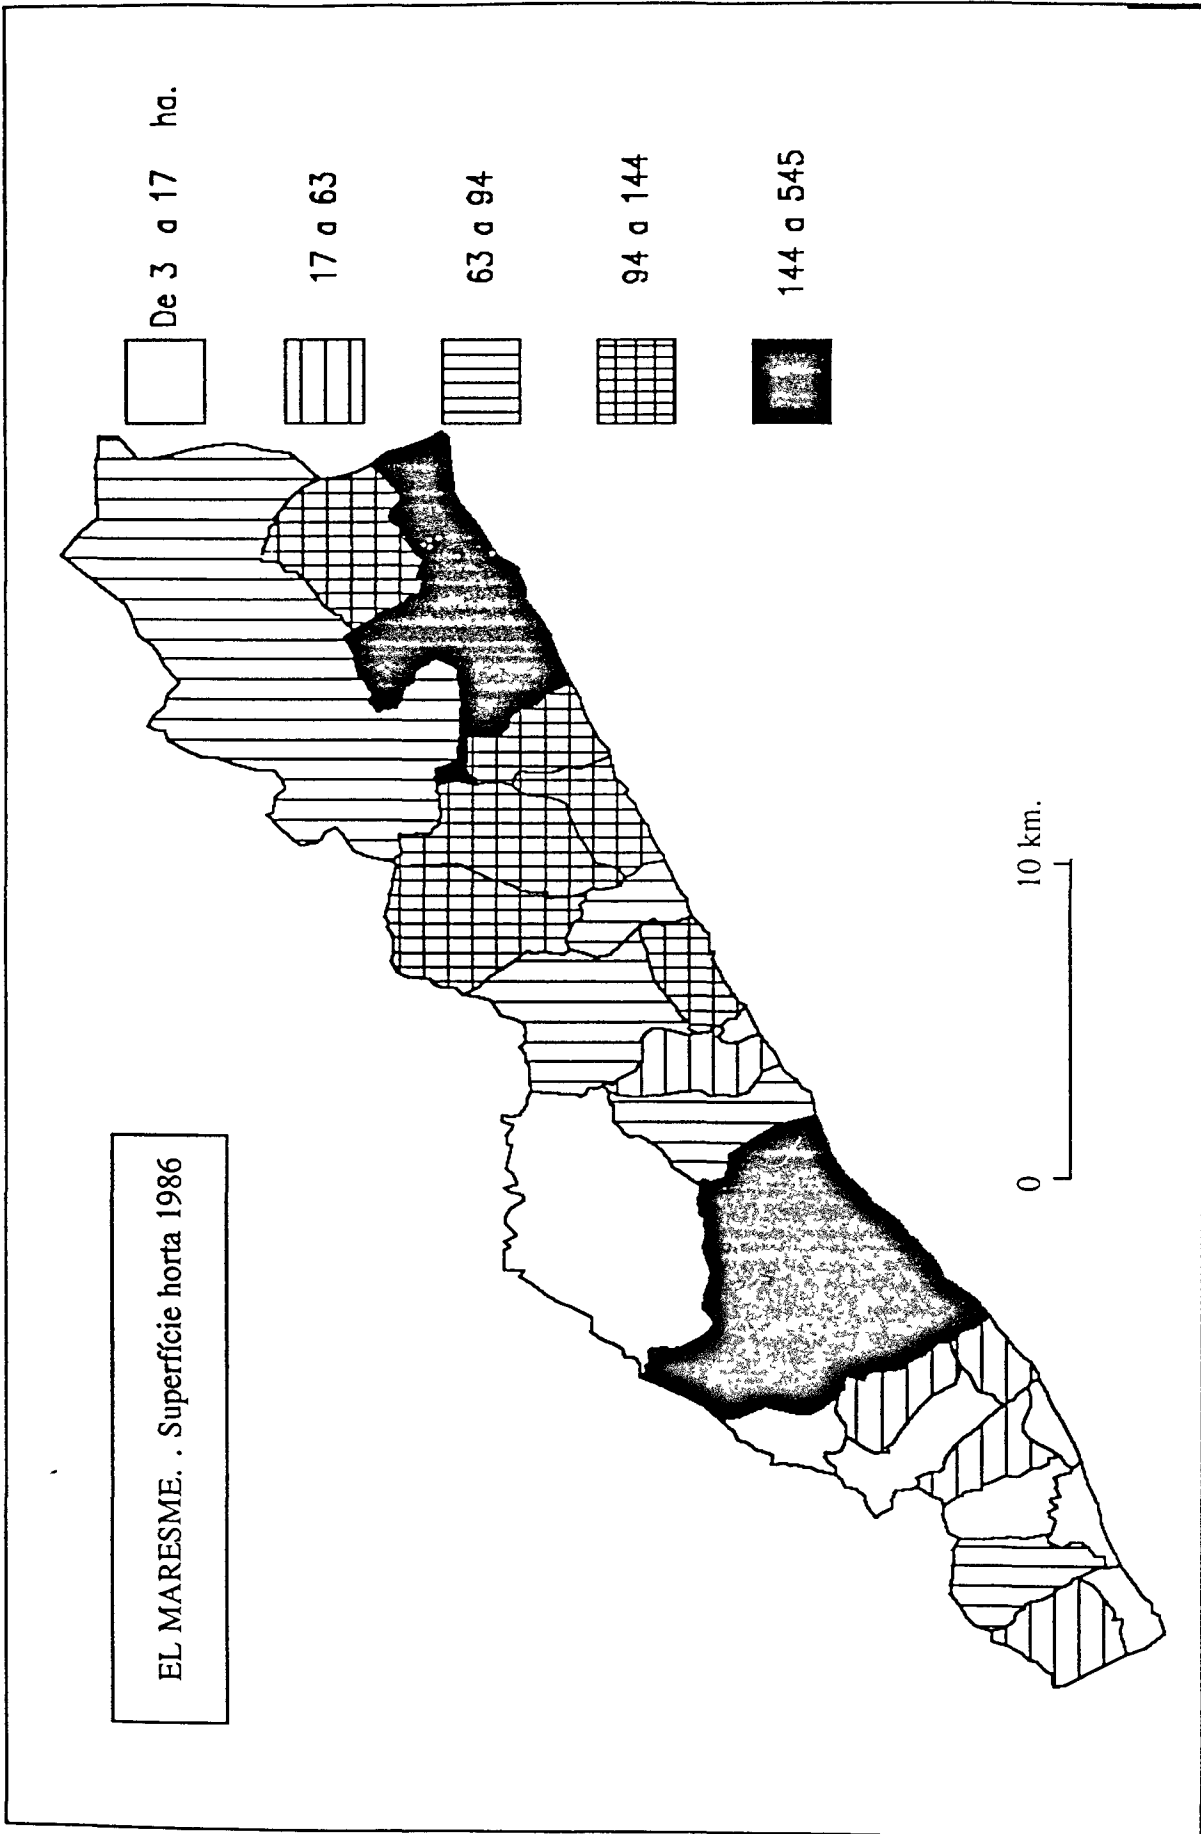 EL MARESME. . Superfície horta 1986
De 3 a 17 ha.
17 a 63
63 a 94
94 a 144
144 a 545
0 10 km.